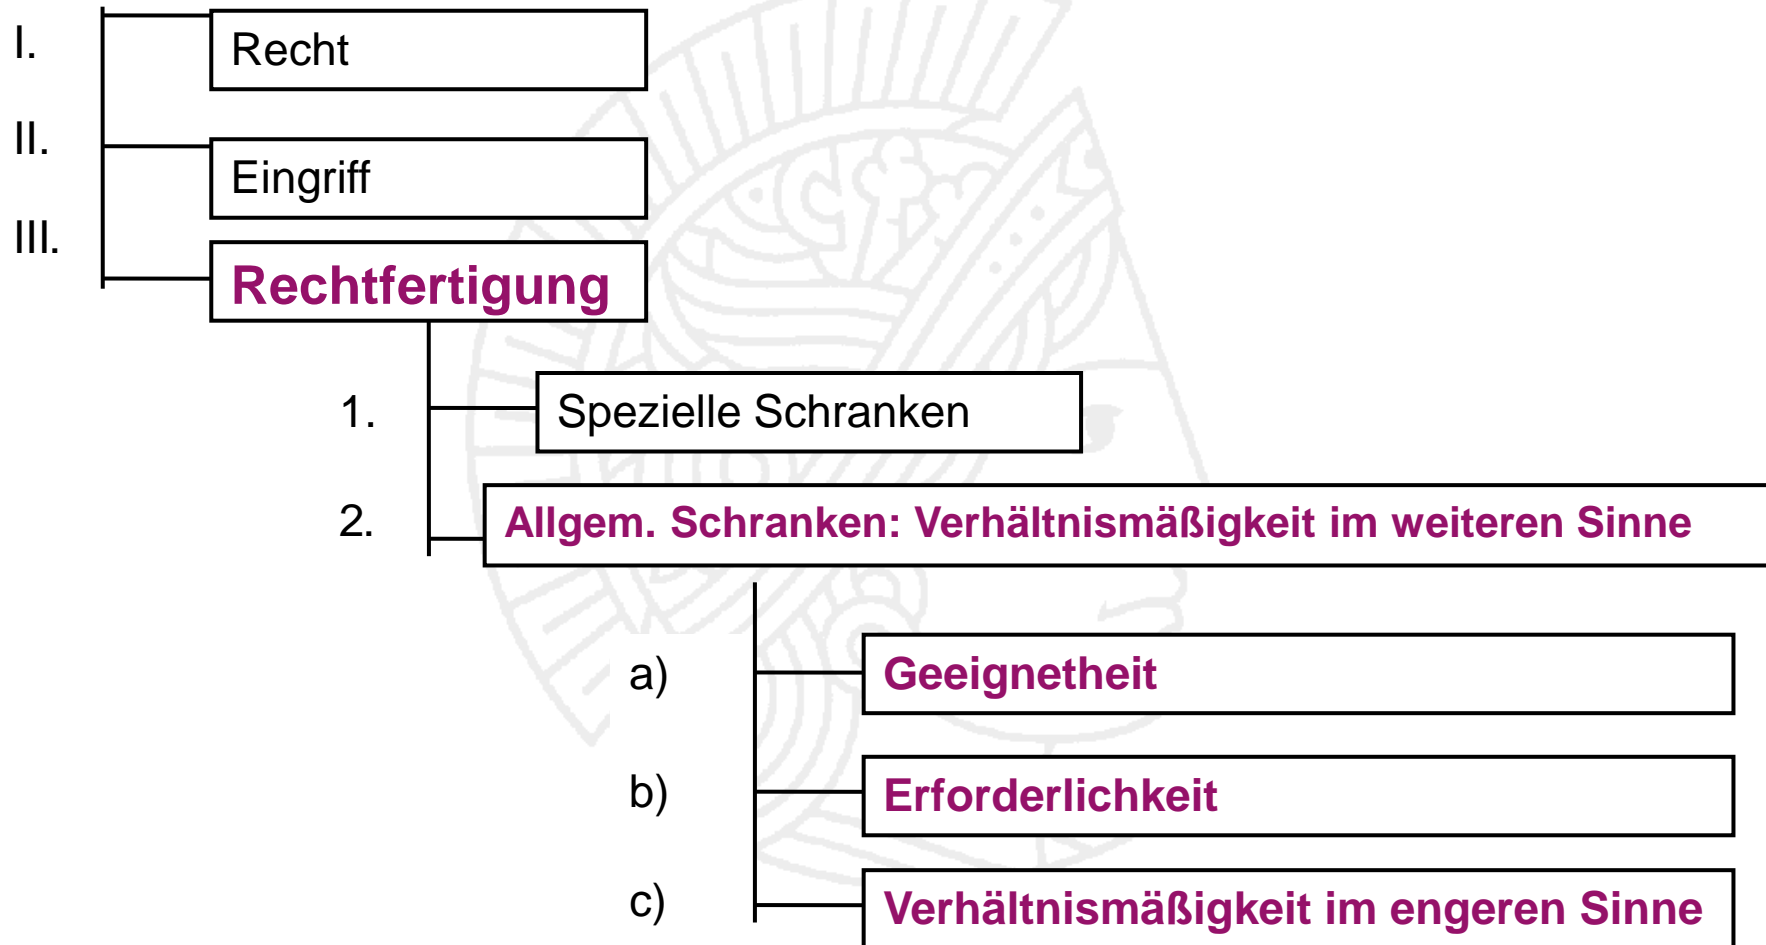 I. Recht
II. Eingriff
III. Rechtfertigung
1. Spezielle Schranken
2. Allgem. Schranken: Verhältnismäßigkeit im weiteren Sinne
a) Geeignetheit
b) Erforderlichkeit
c) Verhältnismäßigkeit im engeren Sinne